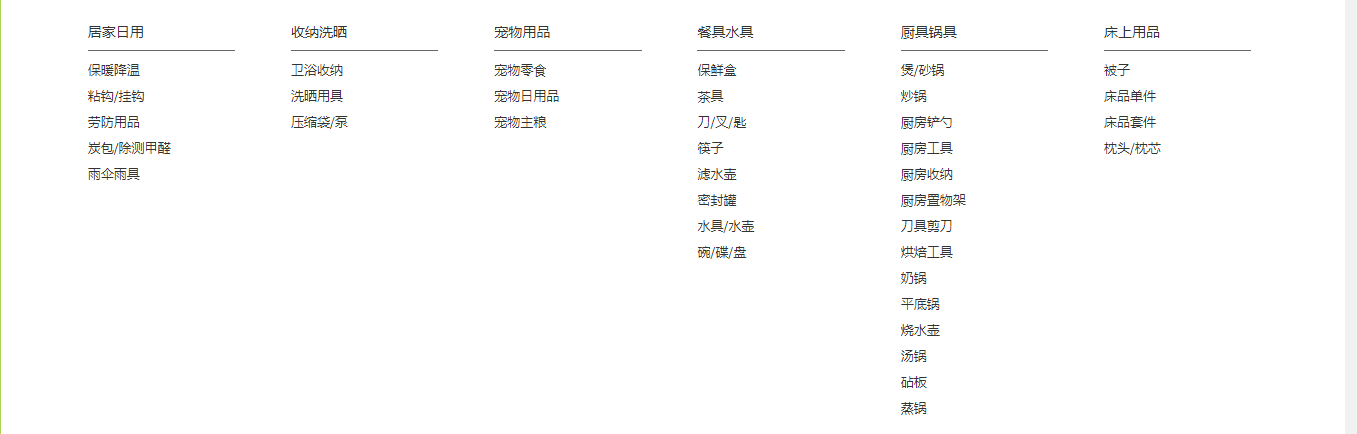 居家日用
保暖降温
粘钩/挂钩
劳防用品
炭包/除测甲醛
雨伞雨具
收纳洗晒
卫浴收纳
洗晒用具
压缩袋/泵
宠物用品
宠物零食
宠物日用品
宠物主粮
餐具水具
保鲜盒
茶具
刀/叉/匙
筷子
滤水壶
密封罐
水具/水壶
碗/碟/盘
厨具锅具
煲/砂锅
炒锅
厨房铲勺
厨房工具
厨房收纳
厨房置物架
刀具剪刀
烘焙工具
奶锅
平底锅
烧水壶
汤锅
砧板
蒸锅
床上用品
被子
床品单件
床品套件
枕头/枕芯